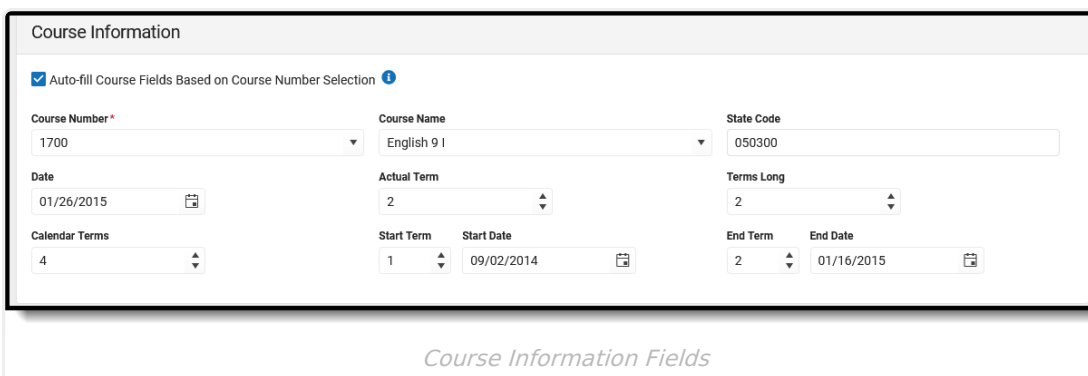 Course Information
Auto-fill Course Fields Based on Course Number Selection i
Course Number* Course Name State Code
1700 English 9 I 050300
Date Actual Term Terms Long
01/26/2015 2 2
Calendar Terms Start Term Start Date End Term End Date
4 1 09/02/2014 2 01/16/2015
Course Information Fields